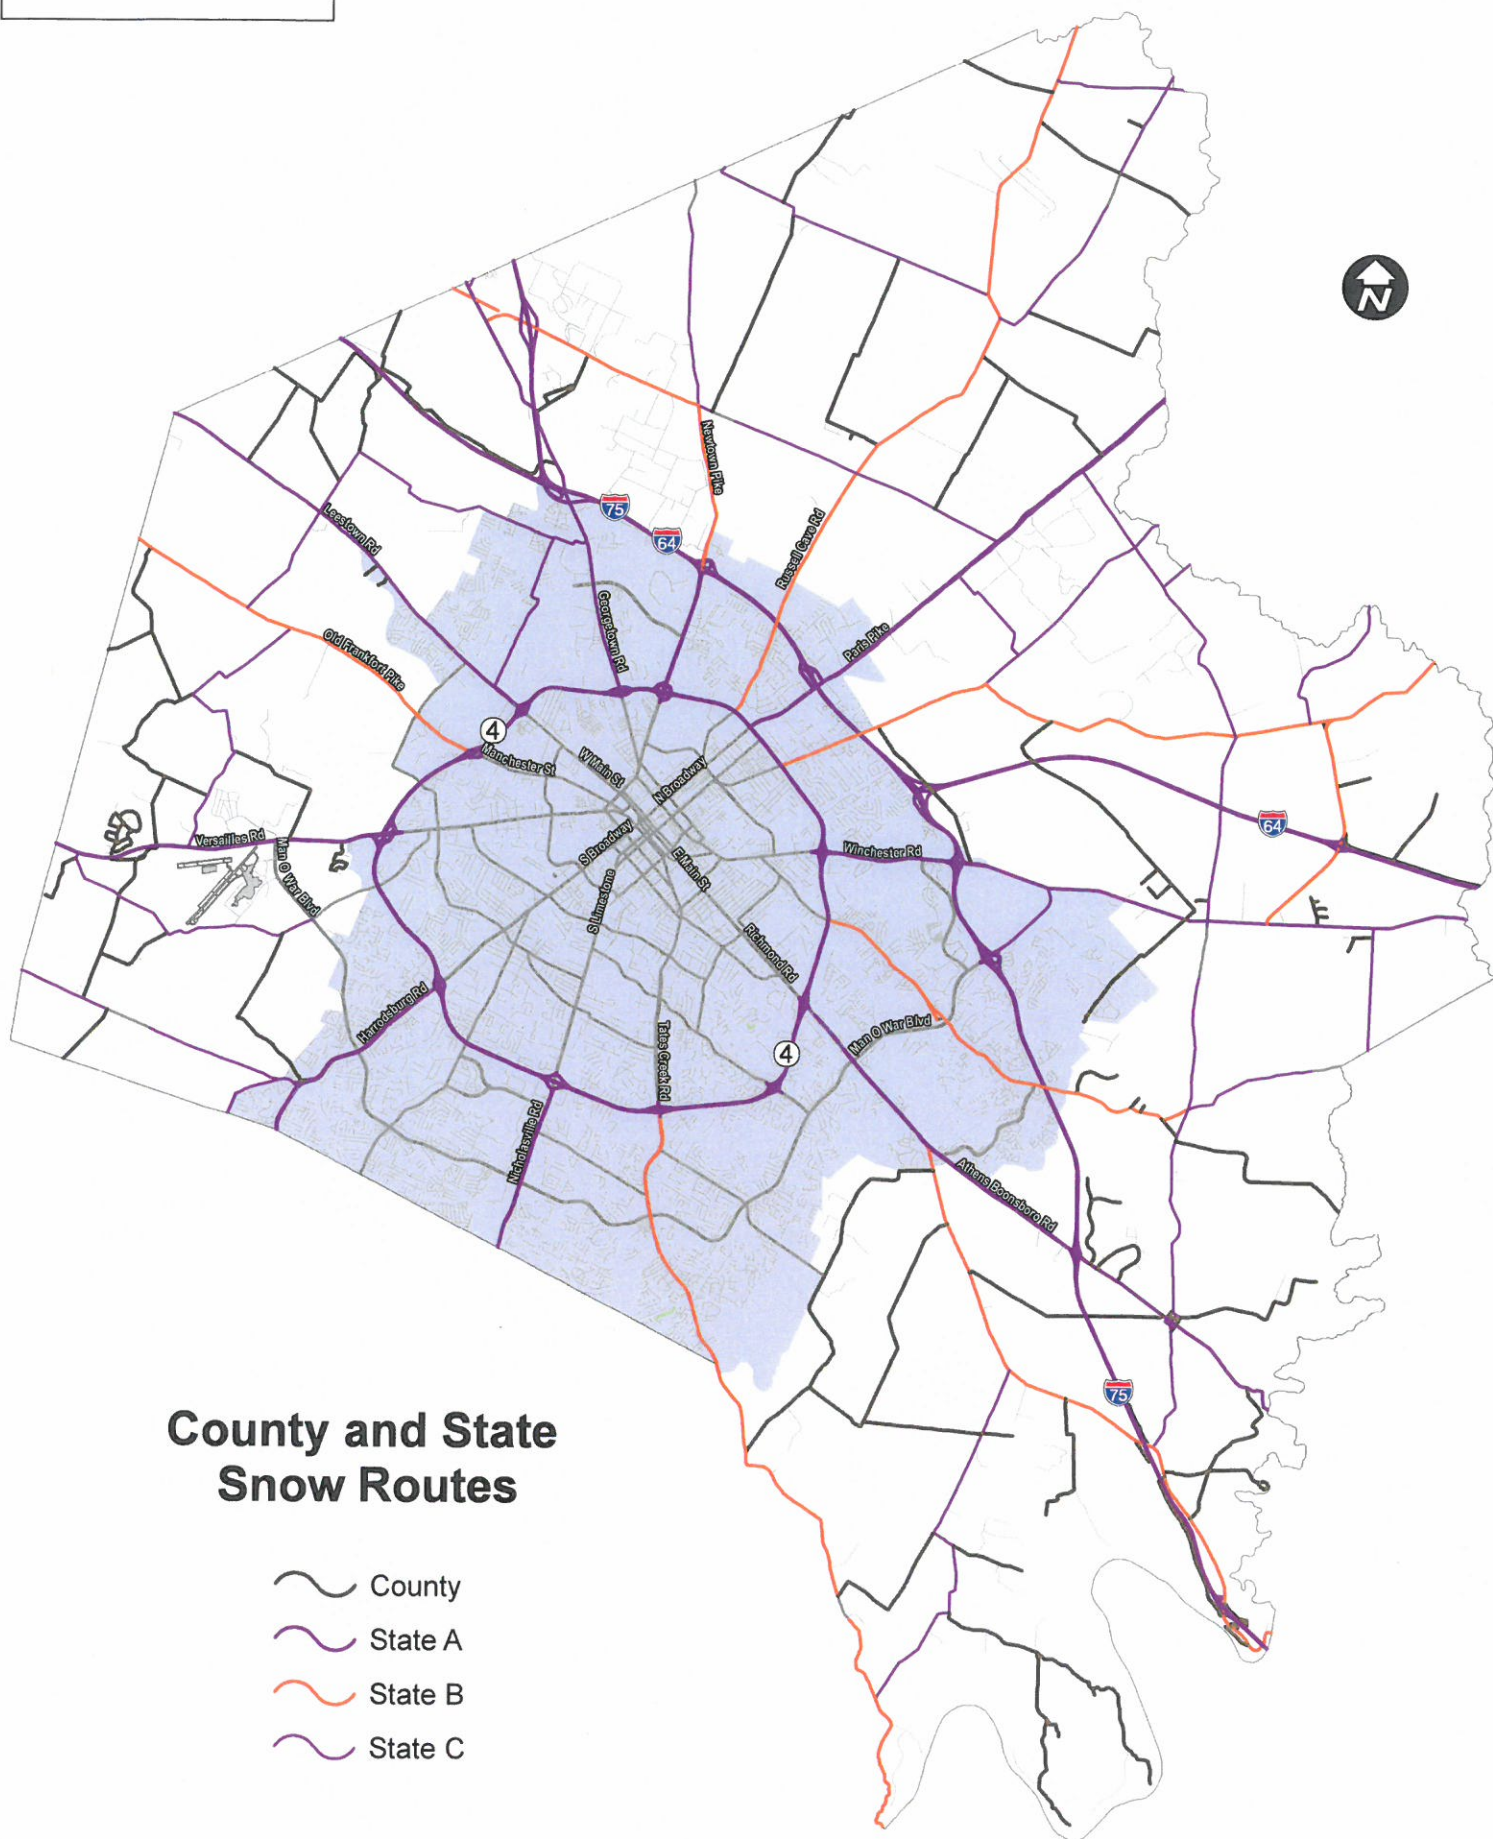 N
75
64
Newtown Pike
Russell Cave Rd
Leestown Rd
Georgetown Rd
Paris Pike
Old Frankfort Pike
4
Manchester St
W Main St
N Broadway
64
Versailles Rd
Man O War Blvd
S Broadway
E Main St
Winchester Rd
S Limestone
Richmond Rd
Harrodsburg Rd
Tates Creek Rd
4
Man O War Blvd
Nicholasville Rd
Athens Boonsboro Rd
75
County and State
Snow Routes
County
State A
State B
State C